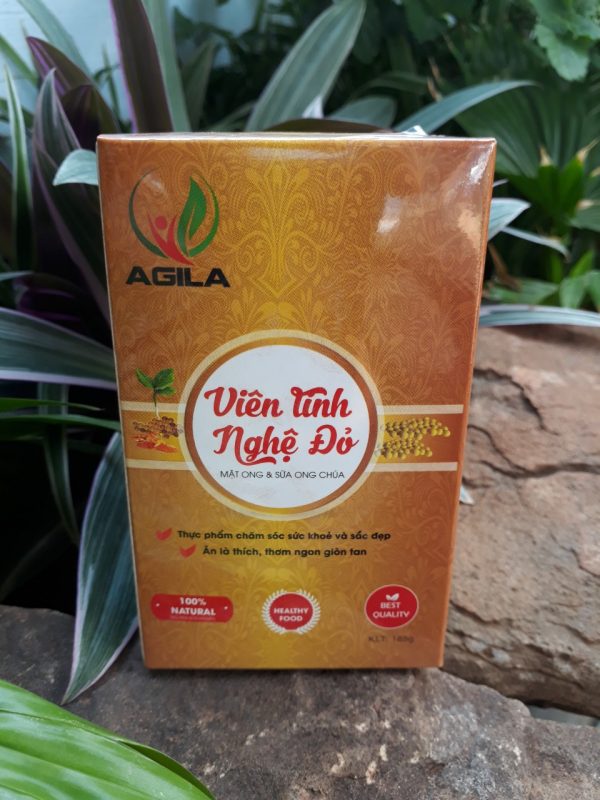 AGILA
Viên tinh
Nghệ Đỏ
MẬT ONG & SỮA ONG CHÚA
Thực phẩm chăm sóc sức khoẻ và sắc đẹp
Ăn là thích, thơm ngon giòn tan
100%
NATURAL
HEALTHY
FOOD
BEST
QUALITY